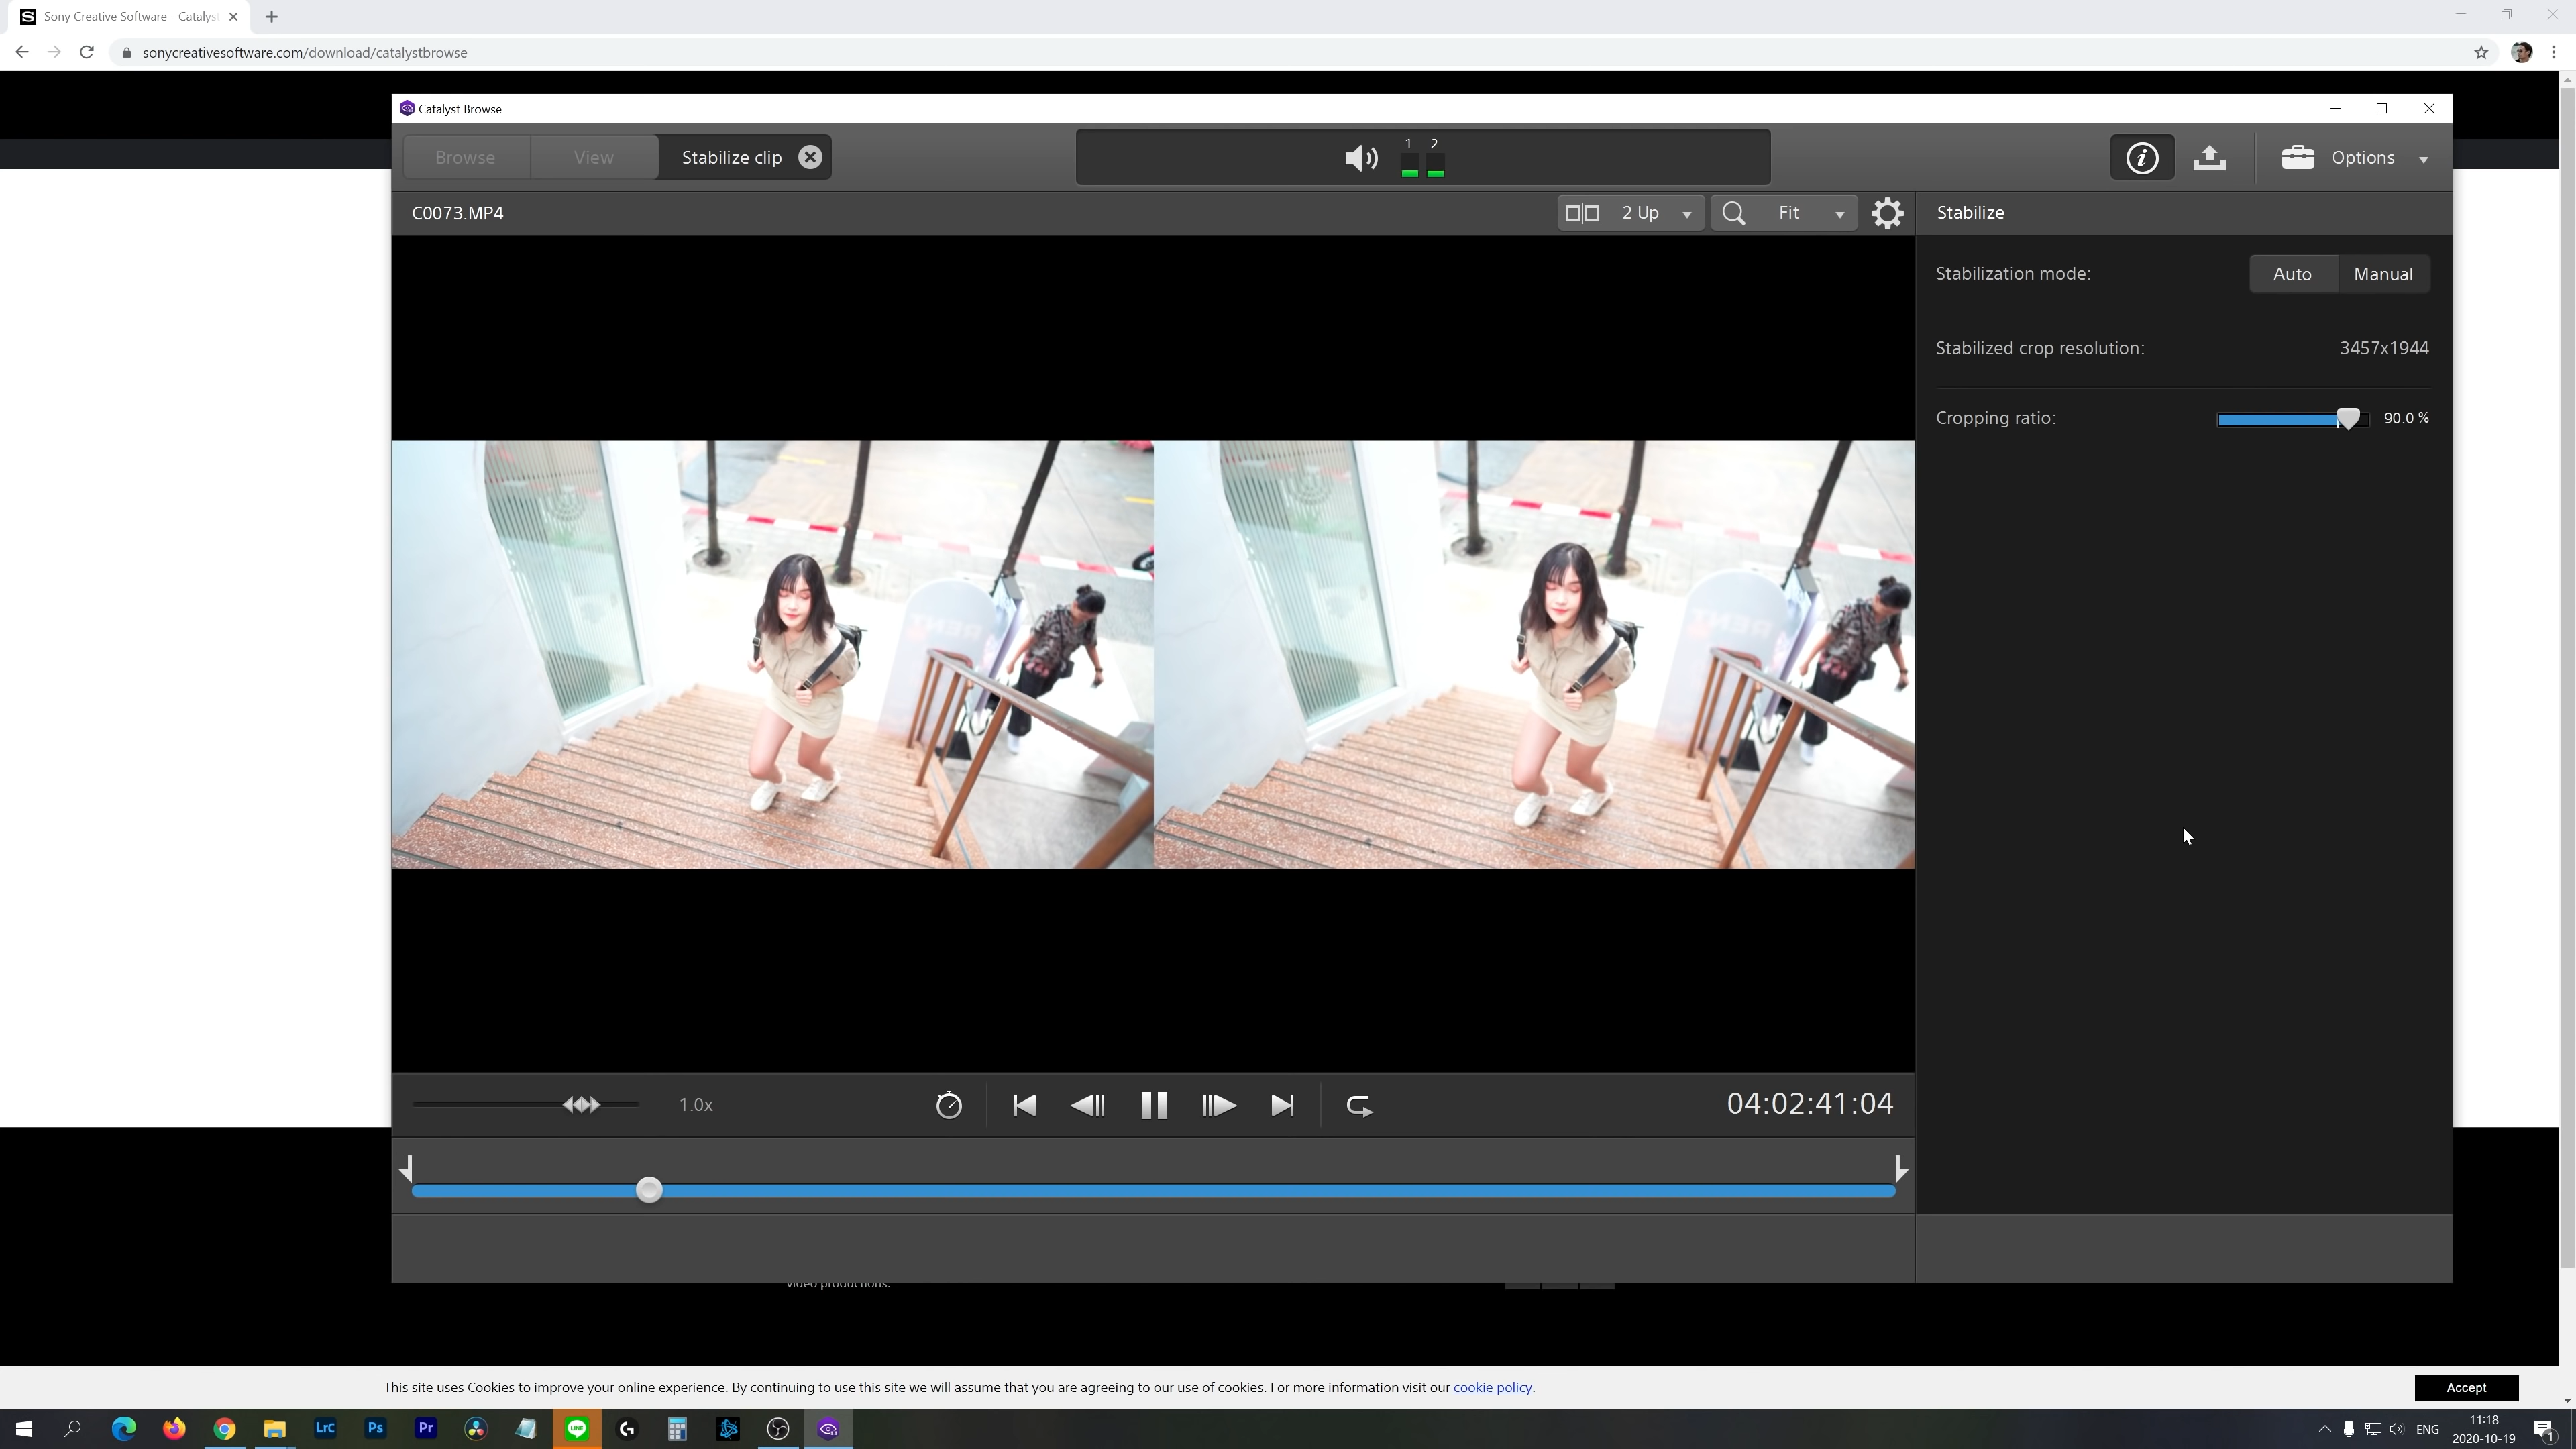 Sony Creative Software - Catalys
sonycreativesoftware.com/download/catalystbrowse
Catalyst Browse
Browse
View
Stabilize clip
1 2
Options
C0073.MP4
2 Up
Fit
Stabilize
Stabilization mode:
Auto
Manual
Stabilized crop resolution:
3457x1944
Cropping ratio:
90.0 %
1.0x
04:02:41:04
video productions.
This site uses Cookies to improve your online experience. By continuing to use this site we will assume that you are agreeing to our use of cookies. For more information visit our cookie policy.
Accept
LrC
Ps
Pr
LINE
ENG
11:18
2020-10-19
1